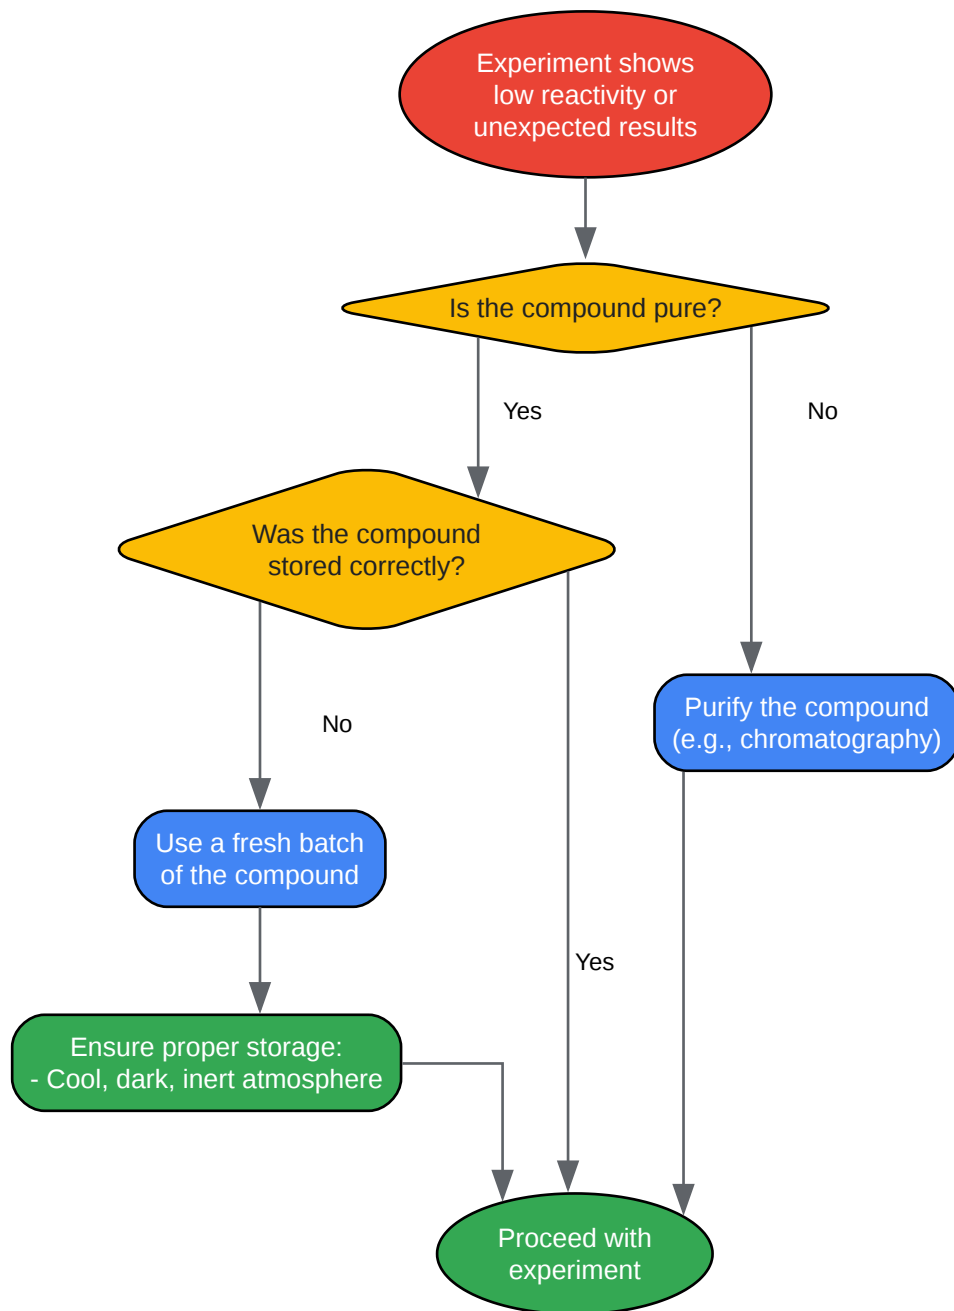 Experiment shows
low reactivity or
unexpected results
Is the compound pure?
Yes
No
Was the compound
stored correctly?
Purify the compound
(e.g., chromatography)
No
Use a fresh batch
of the compound
Yes
Ensure proper storage:
- Cool, dark, inert atmosphere
Proceed with
experiment